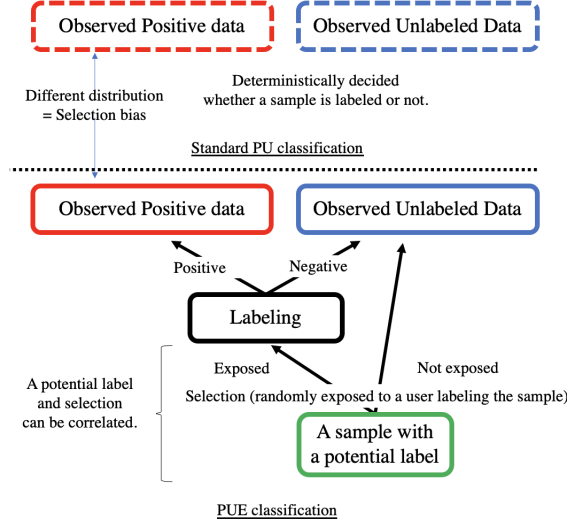 Observed Positive data
Observed Unlabeled Data
Different distribution
= Selection bias
Deterministically decided
whether a sample is labeled or not.
Standard PU classification
Observed Positive data
Observed Unlabeled Data
Positive
Negative
Labeling
Exposed
Not exposed
A potential label
and selection
can be correlated.
Selection (randomly exposed to a user labeling the sample)
A sample with
a potential label
PUE classification